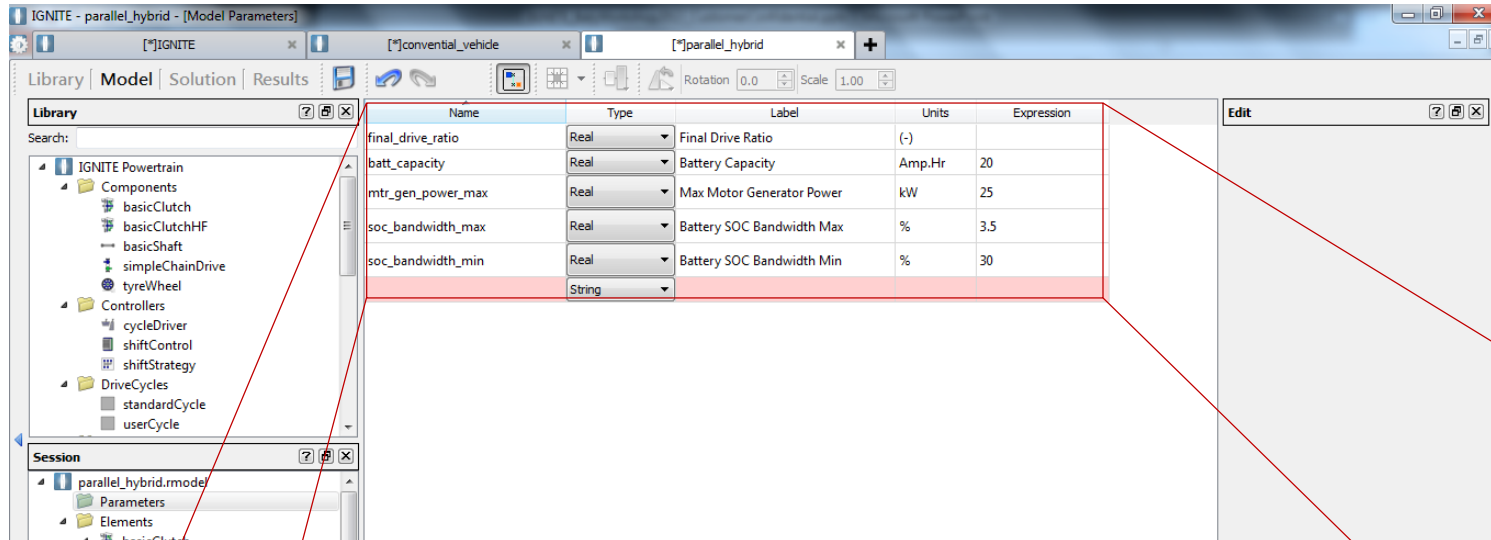 IGNITE - parallel_hybrid - [Model Parameters]
[*]IGNITE [*]convential_vehicle [*]parallel_hybrid
Library Model Solution Results Rotation 0.0 Scale 1.00
Library
Search:
IGNITE Powertrain
Components
basicClutch
basicClutchHF
basicShaft
simpleChainDrive
tyreWheel
Controllers
cycleDriver
shiftControl
shiftStrategy
DriveCycles
standardCycle
userCycle
Session
parallel_hybrid.rmodel
Parameters
Elements
basicClutch
Name Type Label Units Expression
final_drive_ratio Real Final Drive Ratio (-)
batt_capacity Real Battery Capacity Amp.Hr 20
mtr_gen_power_max Real Max Motor Generator Power kW 25
soc_bandwidth_max Real Battery SOC Bandwidth Max % 3.5
soc_bandwidth_min Real Battery SOC Bandwidth Min % 30
String
Edit